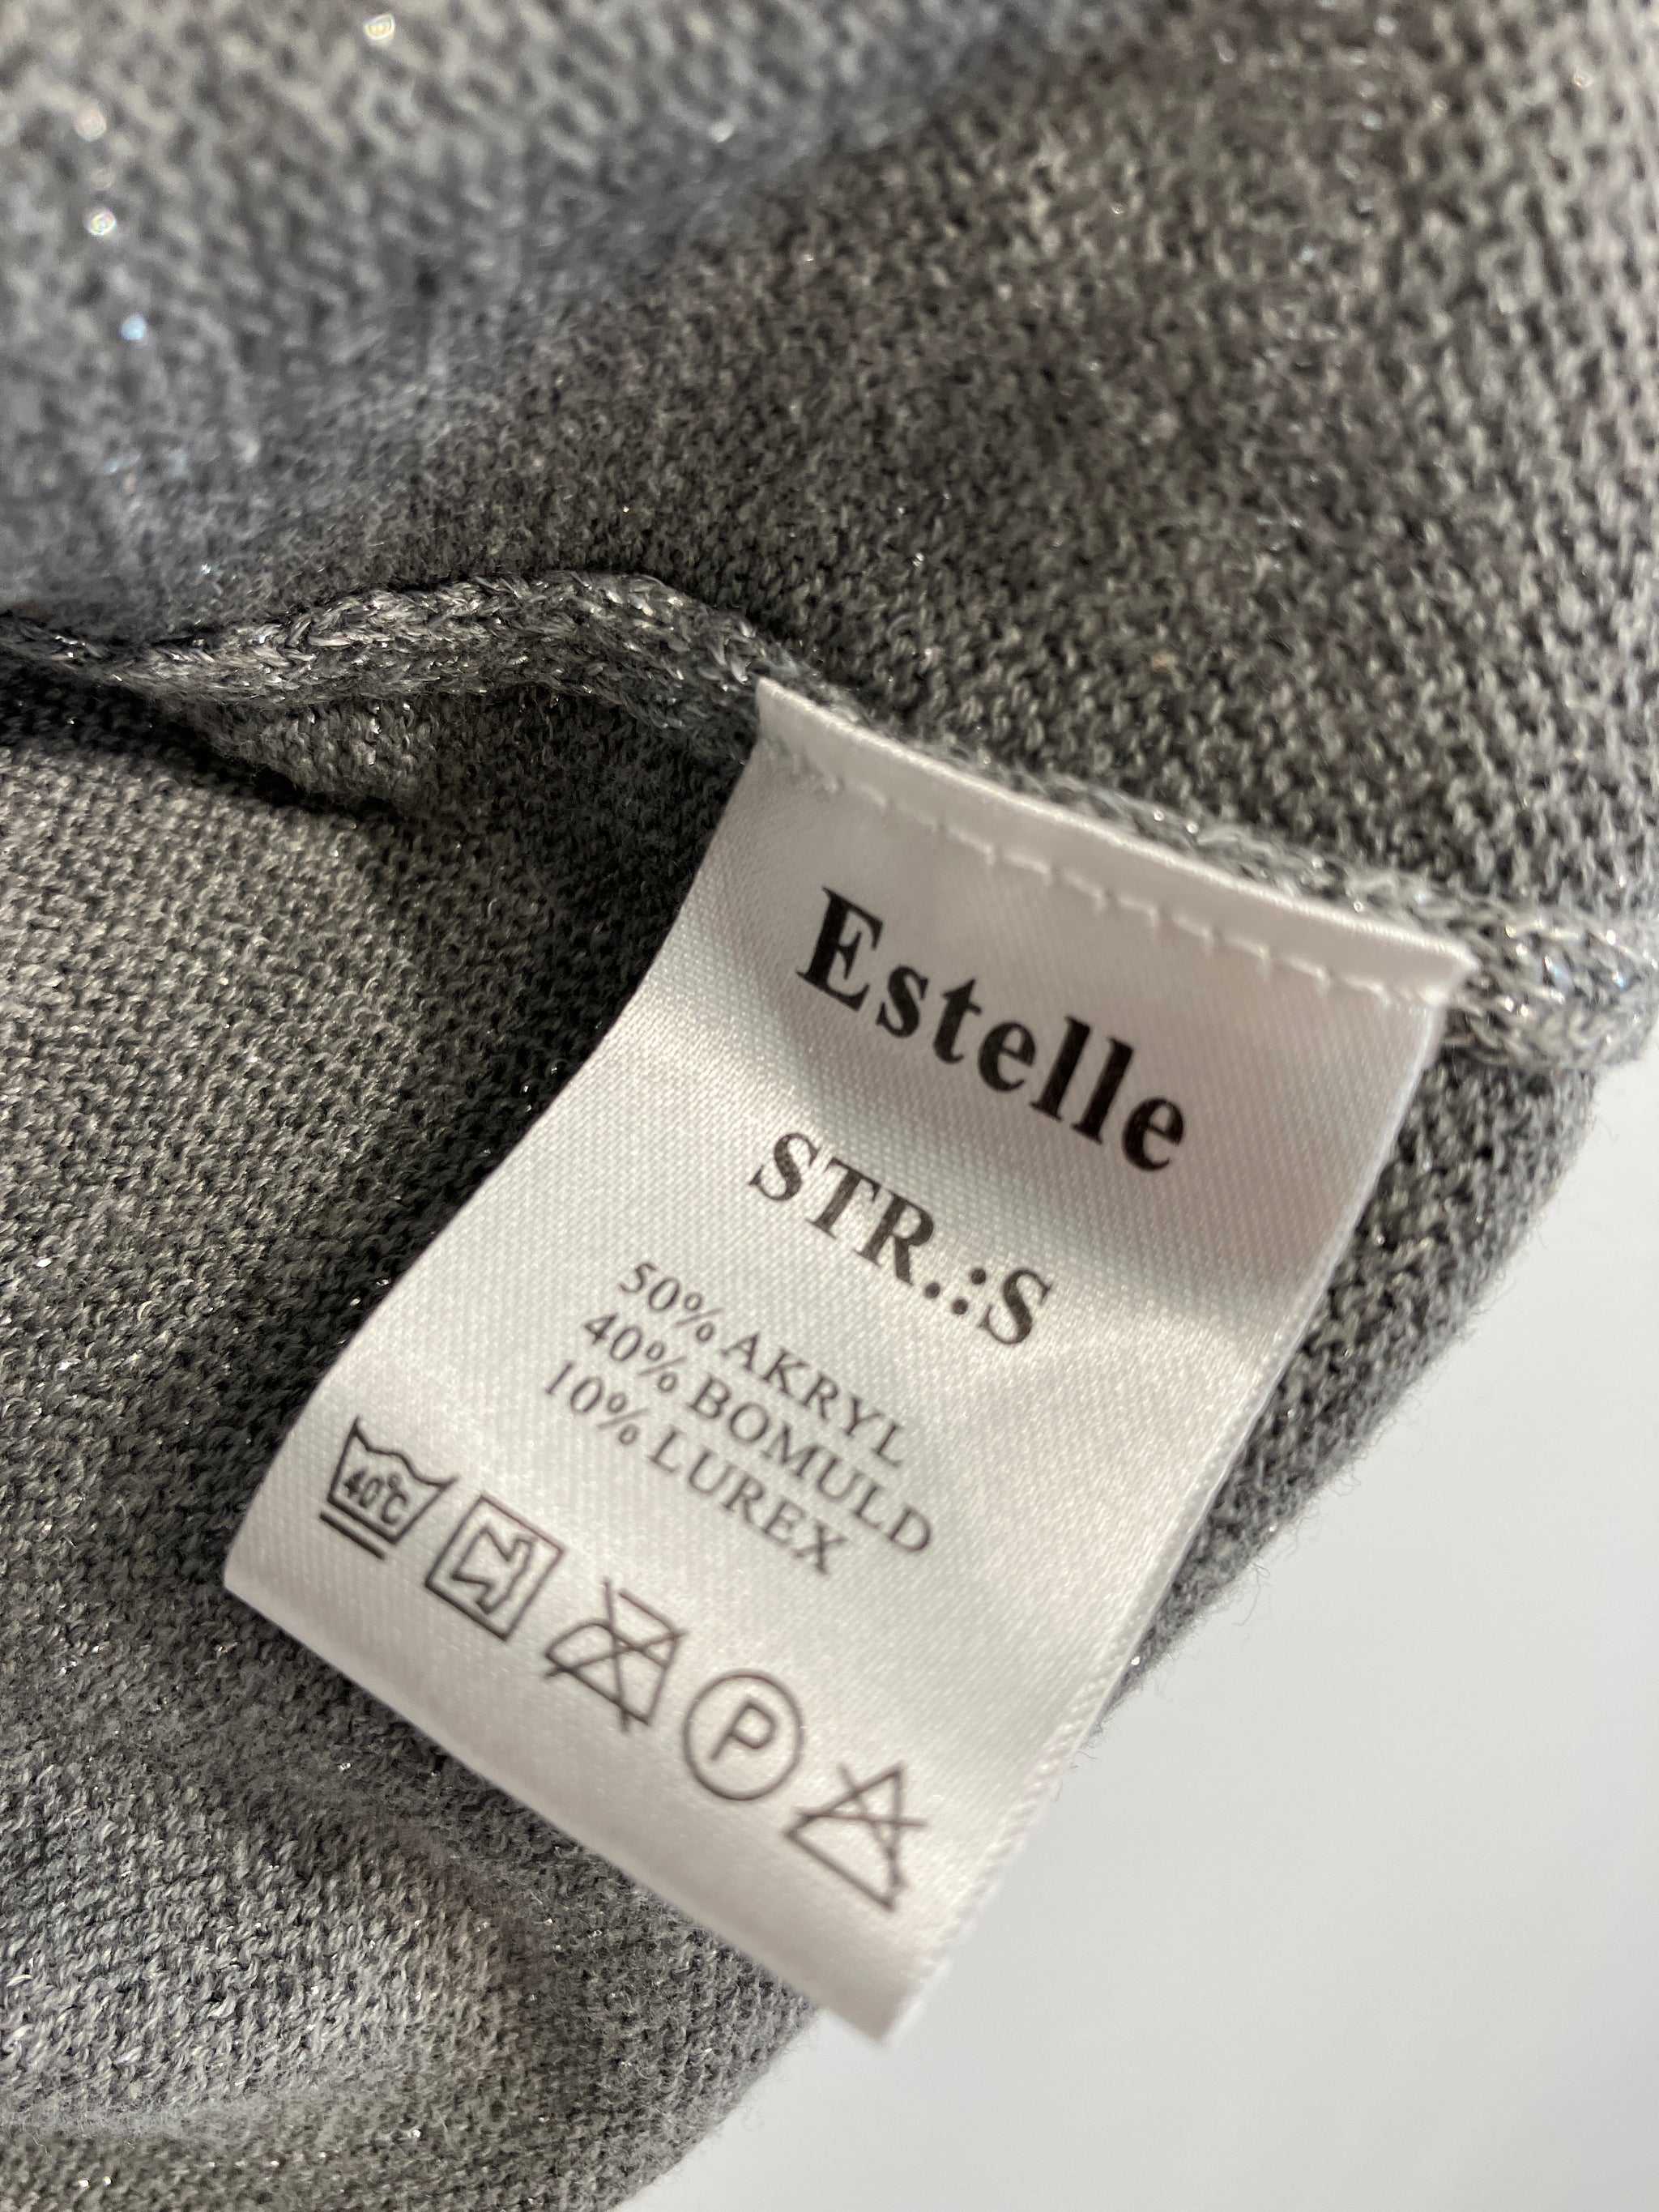 Estelle
STR.:S
50% AKRYL
40% BOMULD
10% LUREX
40°C
P